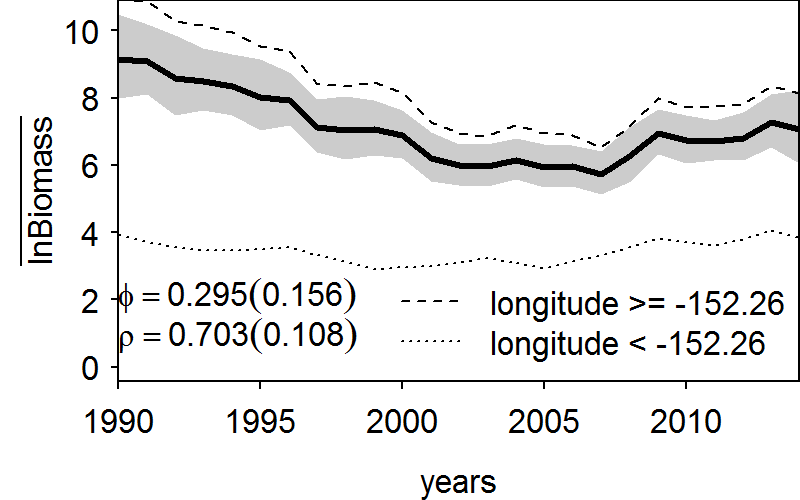 10
8
6
4
2
0
lnBiomass
ϕ = 0.295(0.156)
ρ = 0.703(0.108)
longitude >= -152.26
longitude < -152.26
1990 1995 2000 2005 2010
years